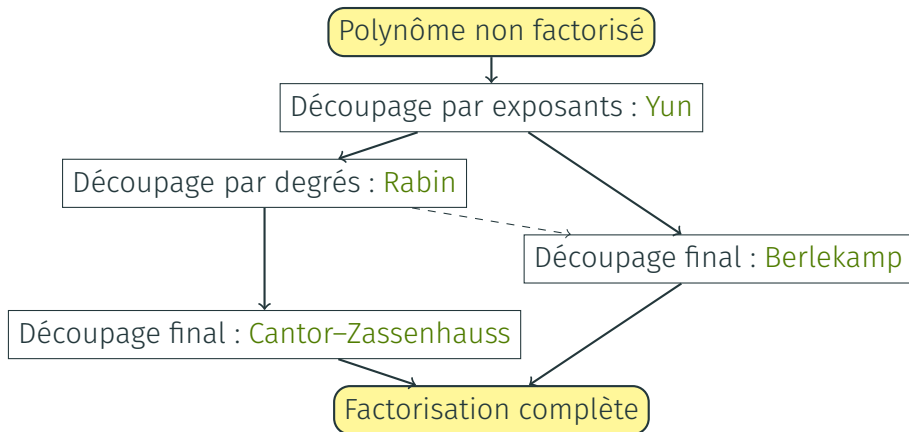 Polynôme non factorisé
Découpage par exposants : Yun
Découpage par degrés : Rabin
Découpage final : Berlekamp
Découpage final : Cantor–Zassenhauss
Factorisation complète